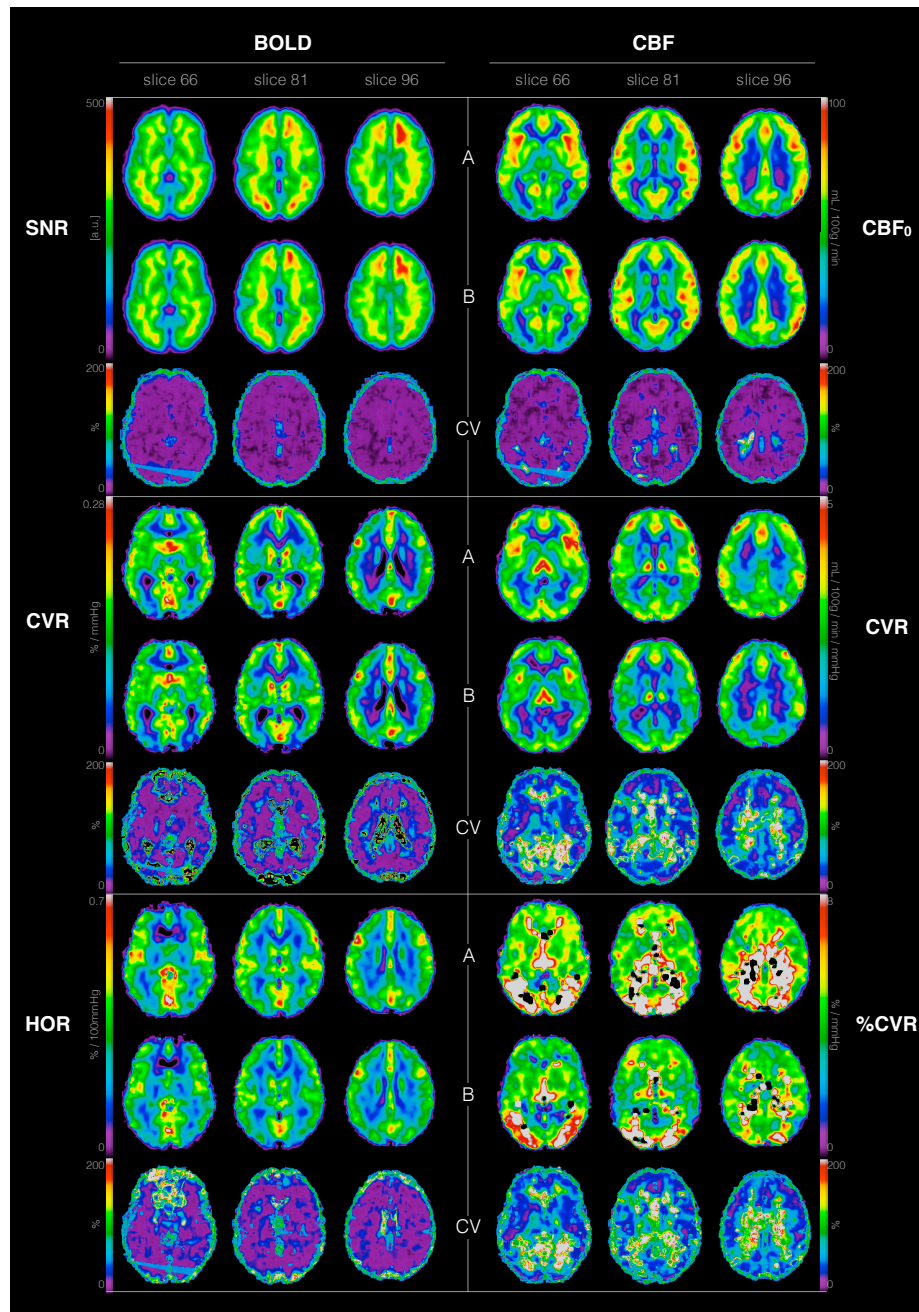 BOLD CBF
slice 66 slice 81 slice 96 slice 66 slice 81 slice 96
500 100
A
[a.u.] mL / 100g / min
SNR CBF₀
B
0 0
200 200
% CV %
0 0
0.28 5
A
% / mmHg mL / 100g / min / mmHg
CVR CVR
B
0 0
200 200
% CV %
0 0
0.7 8
A
% / 100mmHg % / mmHg
HOR %CVR
B
0 0
200 200
% CV %
0 0